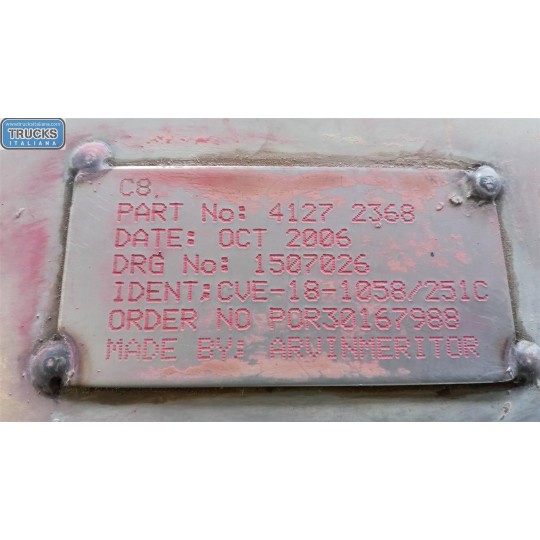 www.trucksitaliana.com
TRUCKS
ITALIANA
C8.
PART No: 4127 2368
DATE: OCT 2006
DRG No: 1507026
IDENT;CVE-18-1058/251C
ORDER NO POR30167988
MADE BY; ARVINMERITOR